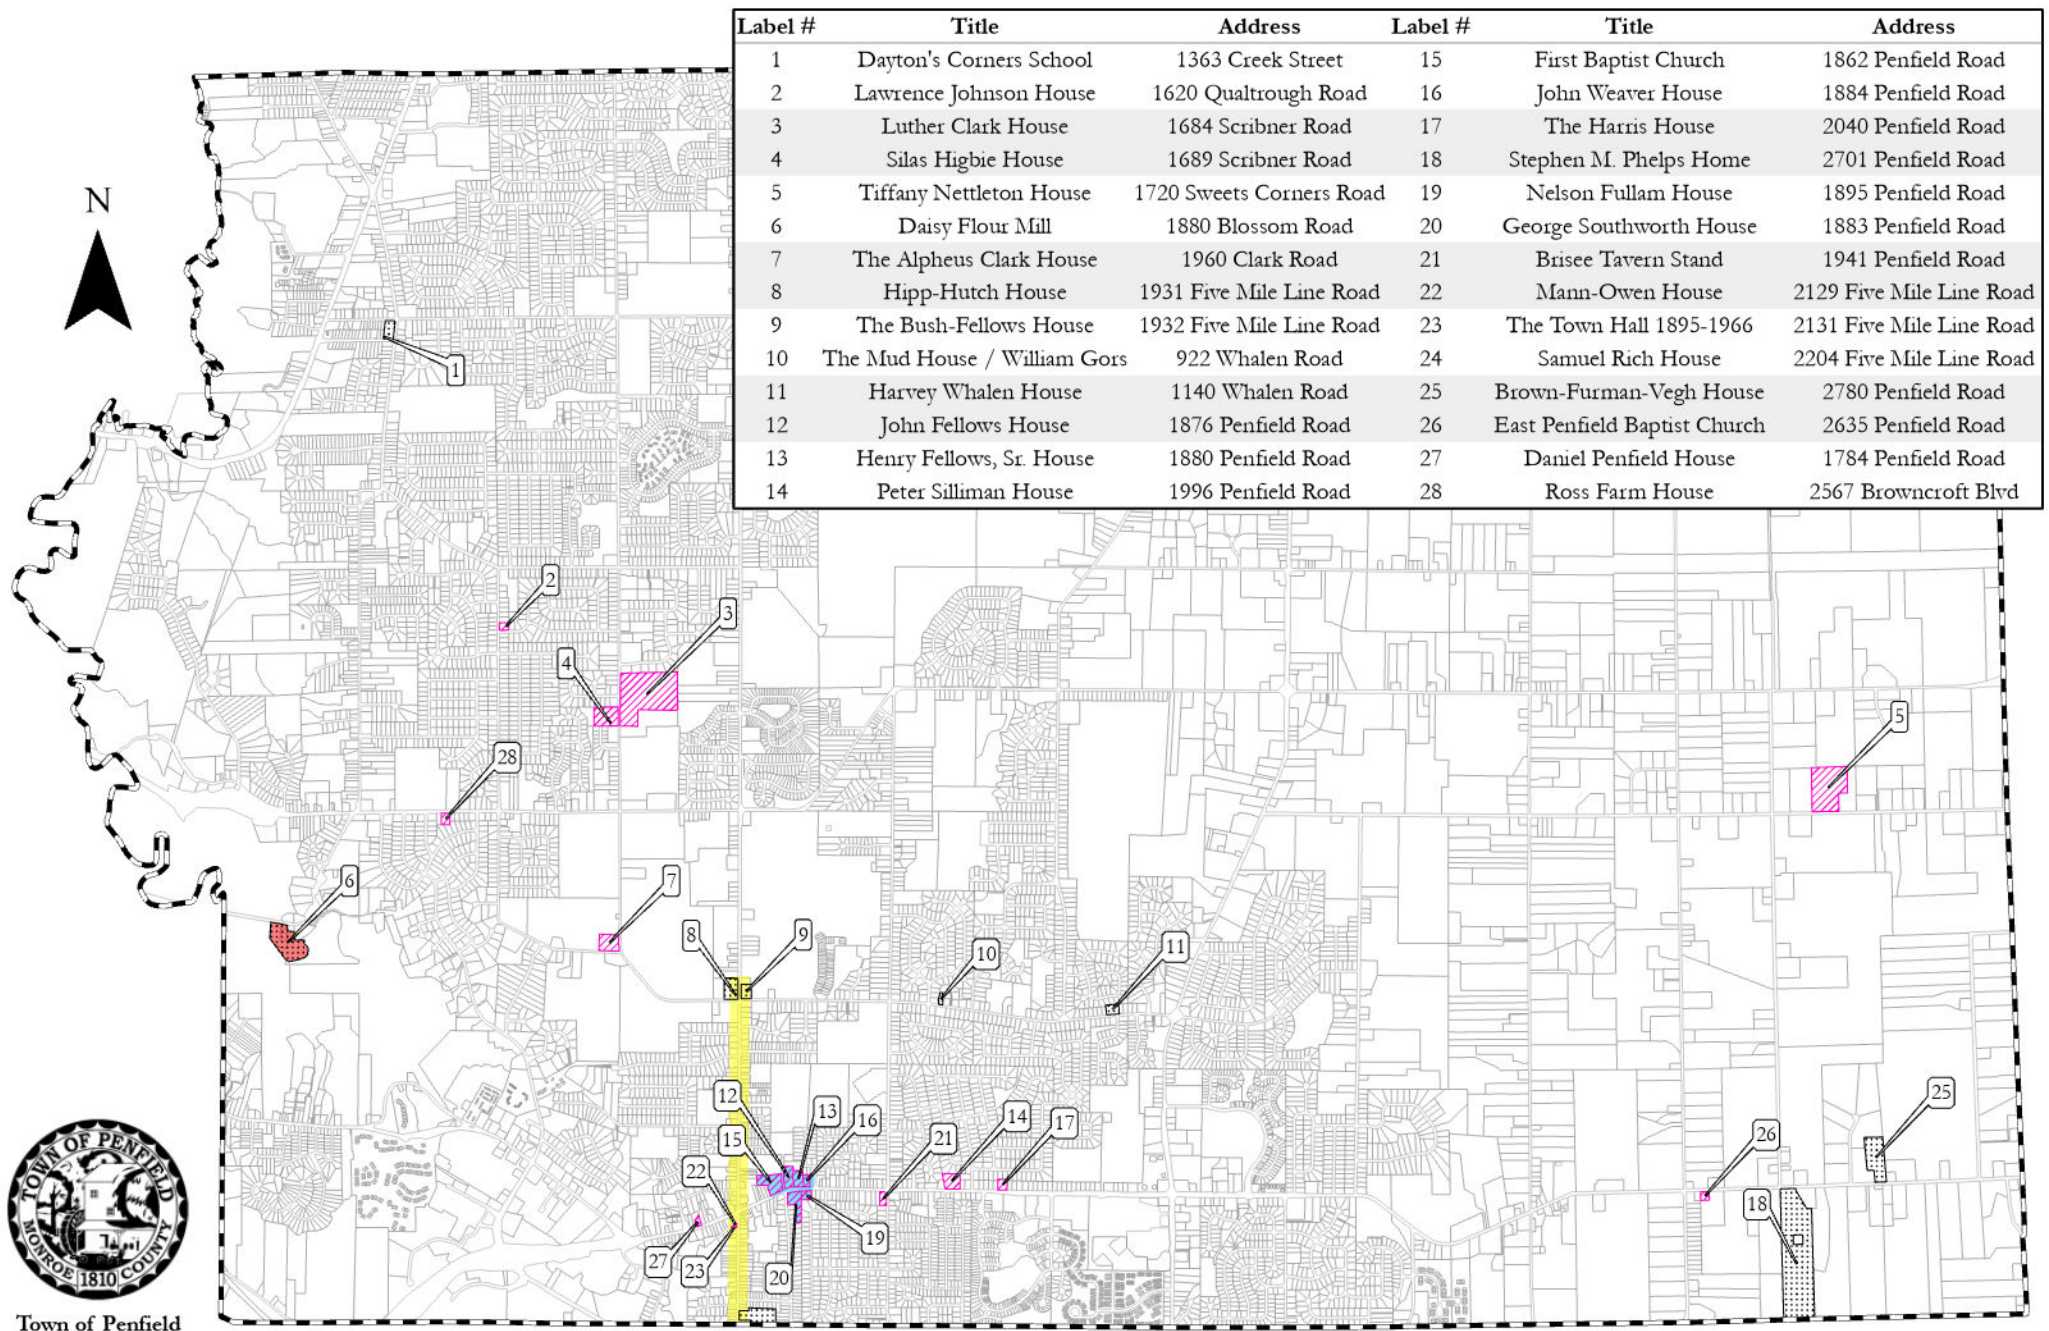 Label # Title Address Label # Title Address
1 Dayton's Corners School 1363 Creek Street 15 First Baptist Church 1862 Penfield Road
2 Lawrence Johnson House 1620 Qualtrough Road 16 John Weaver House 1884 Penfield Road
3 Luther Clark House 1684 Scribner Road 17 The Harris House 2040 Penfield Road
4 Silas Higbie House 1689 Scribner Road 18 Stephen M. Phelps Home 2701 Penfield Road
5 Tiffany Nettleton House 1720 Sweets Corners Road 19 Nelson Fullam House 1895 Penfield Road
6 Daisy Flour Mill 1880 Blossom Road 20 George Southworth House 1883 Penfield Road
7 The Alpheus Clark House 1960 Clark Road 21 Brisee Tavern Stand 1941 Penfield Road
8 Hipp-Hutch House 1931 Five Mile Line Road 22 Mann-Owen House 2129 Five Mile Line Road
9 The Bush-Fellows House 1932 Five Mile Line Road 23 The Town Hall 1895-1966 2131 Five Mile Line Road
10 The Mud House / William Gors 922 Whalen Road 24 Samuel Rich House 2204 Five Mile Line Road
11 Harvey Whalen House 1140 Whalen Road 25 Brown-Furman-Vegh House 2780 Penfield Road
12 John Fellows House 1876 Penfield Road 26 East Penfield Baptist Church 2635 Penfield Road
13 Henry Fellows, Sr. House 1880 Penfield Road 27 Daniel Penfield House 1784 Penfield Road
14 Peter Silliman House 1996 Penfield Road 28 Ross Farm House 2567 Browncroft Blvd
N
1
2
3
4
5
28
6
7
8
9
10
11
12
13
16
15
21
14
17
25
26
22
18
27
23
20
19
TOWN OF PENFIELD
MONROE 1810 COUNTY
Town of Penfield